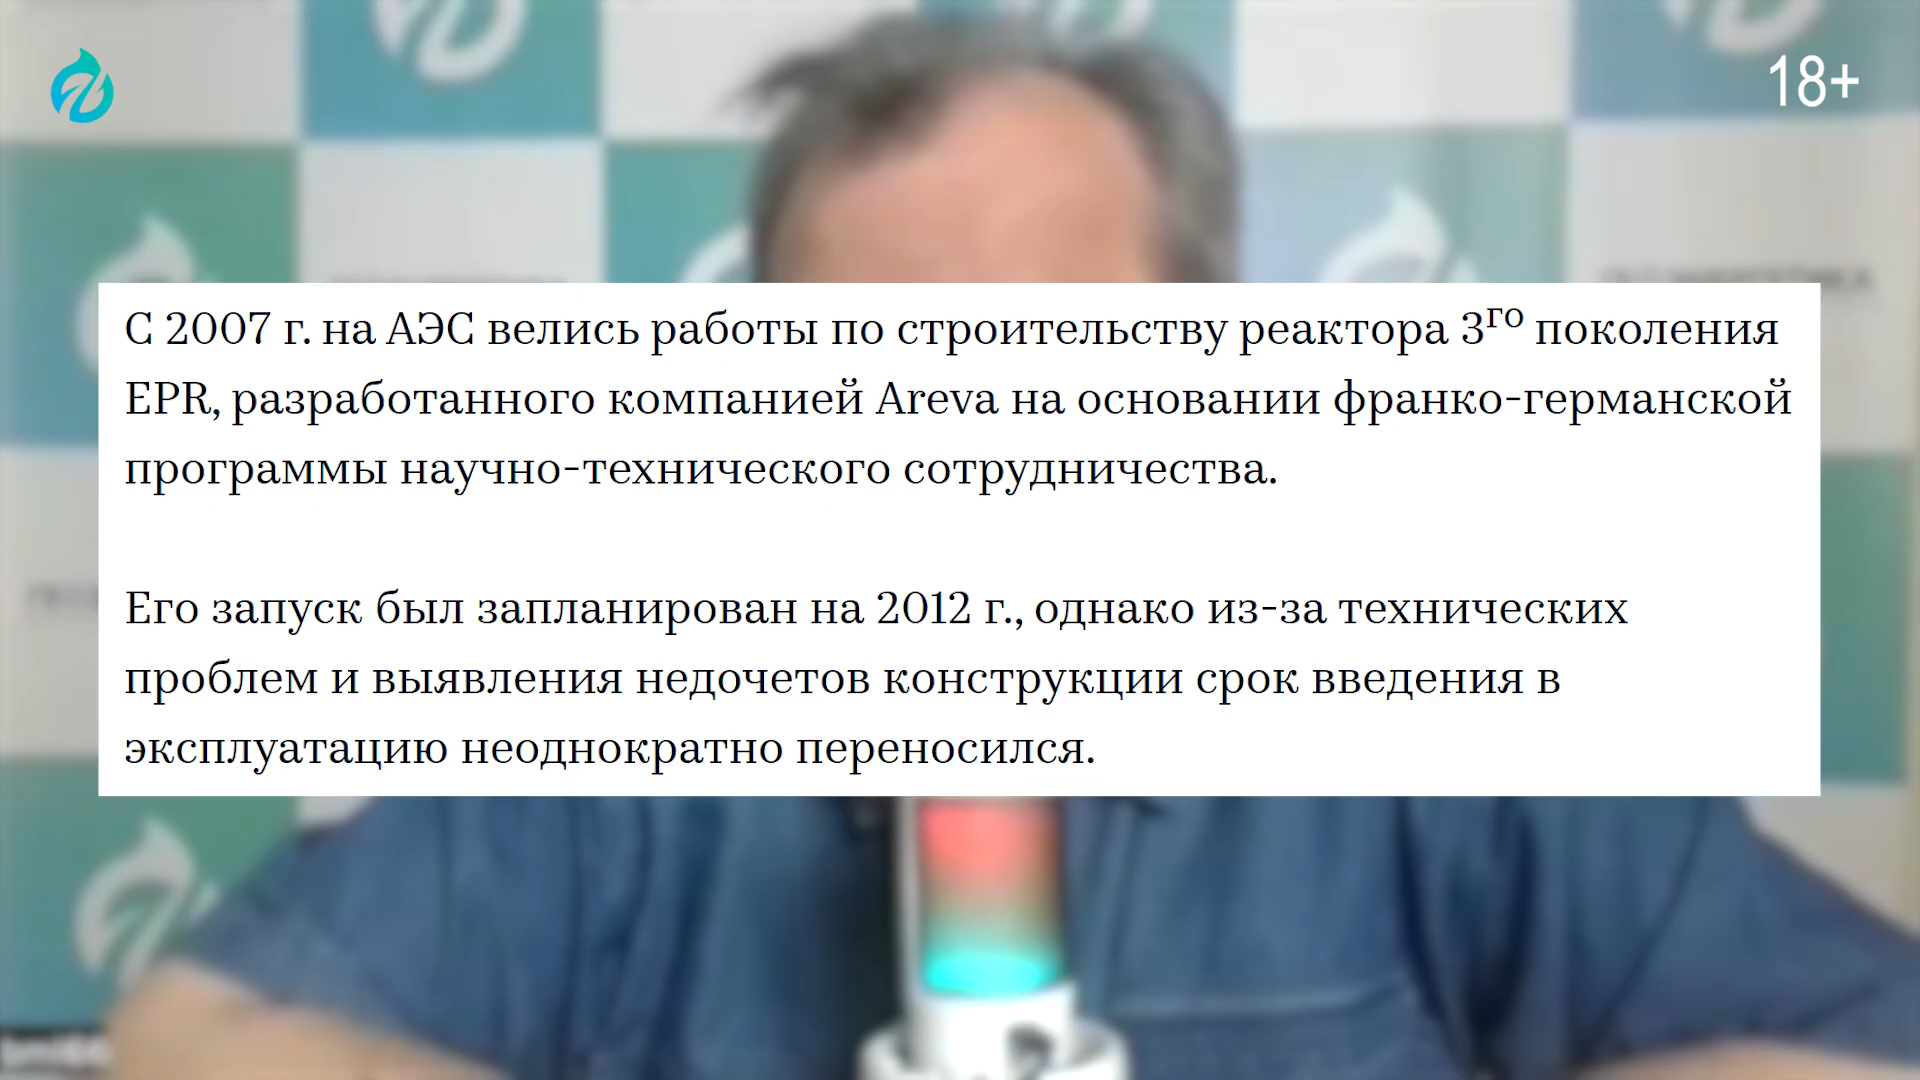 18+
С 2007 г. на АЭС велись работы по строительству реактора 3го поколения
EPR, разработанного компанией Areva на основании франко-германской
программы научно-технического сотрудничества.
Его запуск был запланирован на 2012 г., однако из-за технических
проблем и выявления недочетов конструкции срок введения в
эксплуатацию неоднократно переносился.